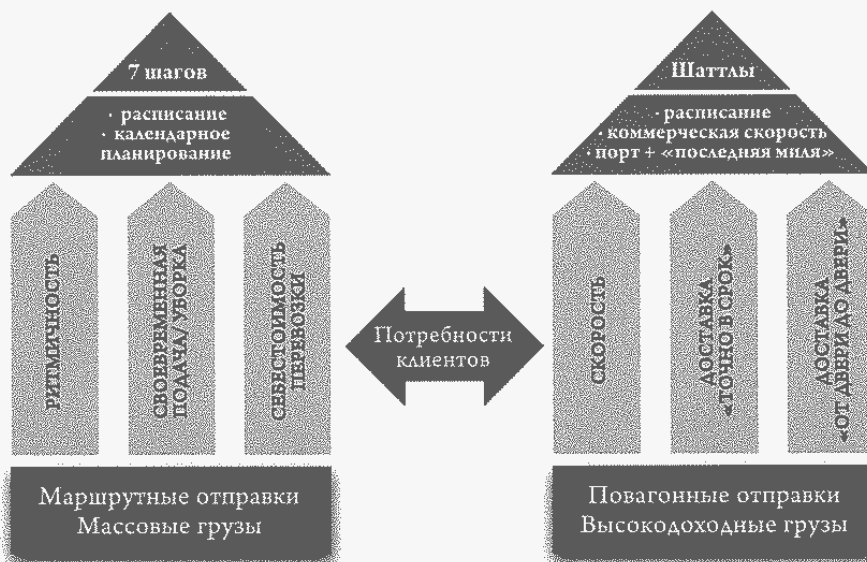 7 шагов
· расписание
· календарное
планирование
РИТМИЧНОСТЬ
СВОЕВРЕМЕННАЯ
ПОДАЧА/УБОРКА
СЕБЕСТОИМОСТЬ
ПЕРЕВОЗКИ
Маршрутные отправки
Массовые грузы
Потребности
клиентов
Шаттлы
· расписание
· коммерческая скорость
· порт + «последняя миля»
СКОРОСТЬ
ДОСТАВКА
«ТОЧНО В СРОК»
ДОСТАВКА
«ОТ ДВЕРИ ДО ДВЕРИ»
Повагонные отправки
Высокодоходные грузы